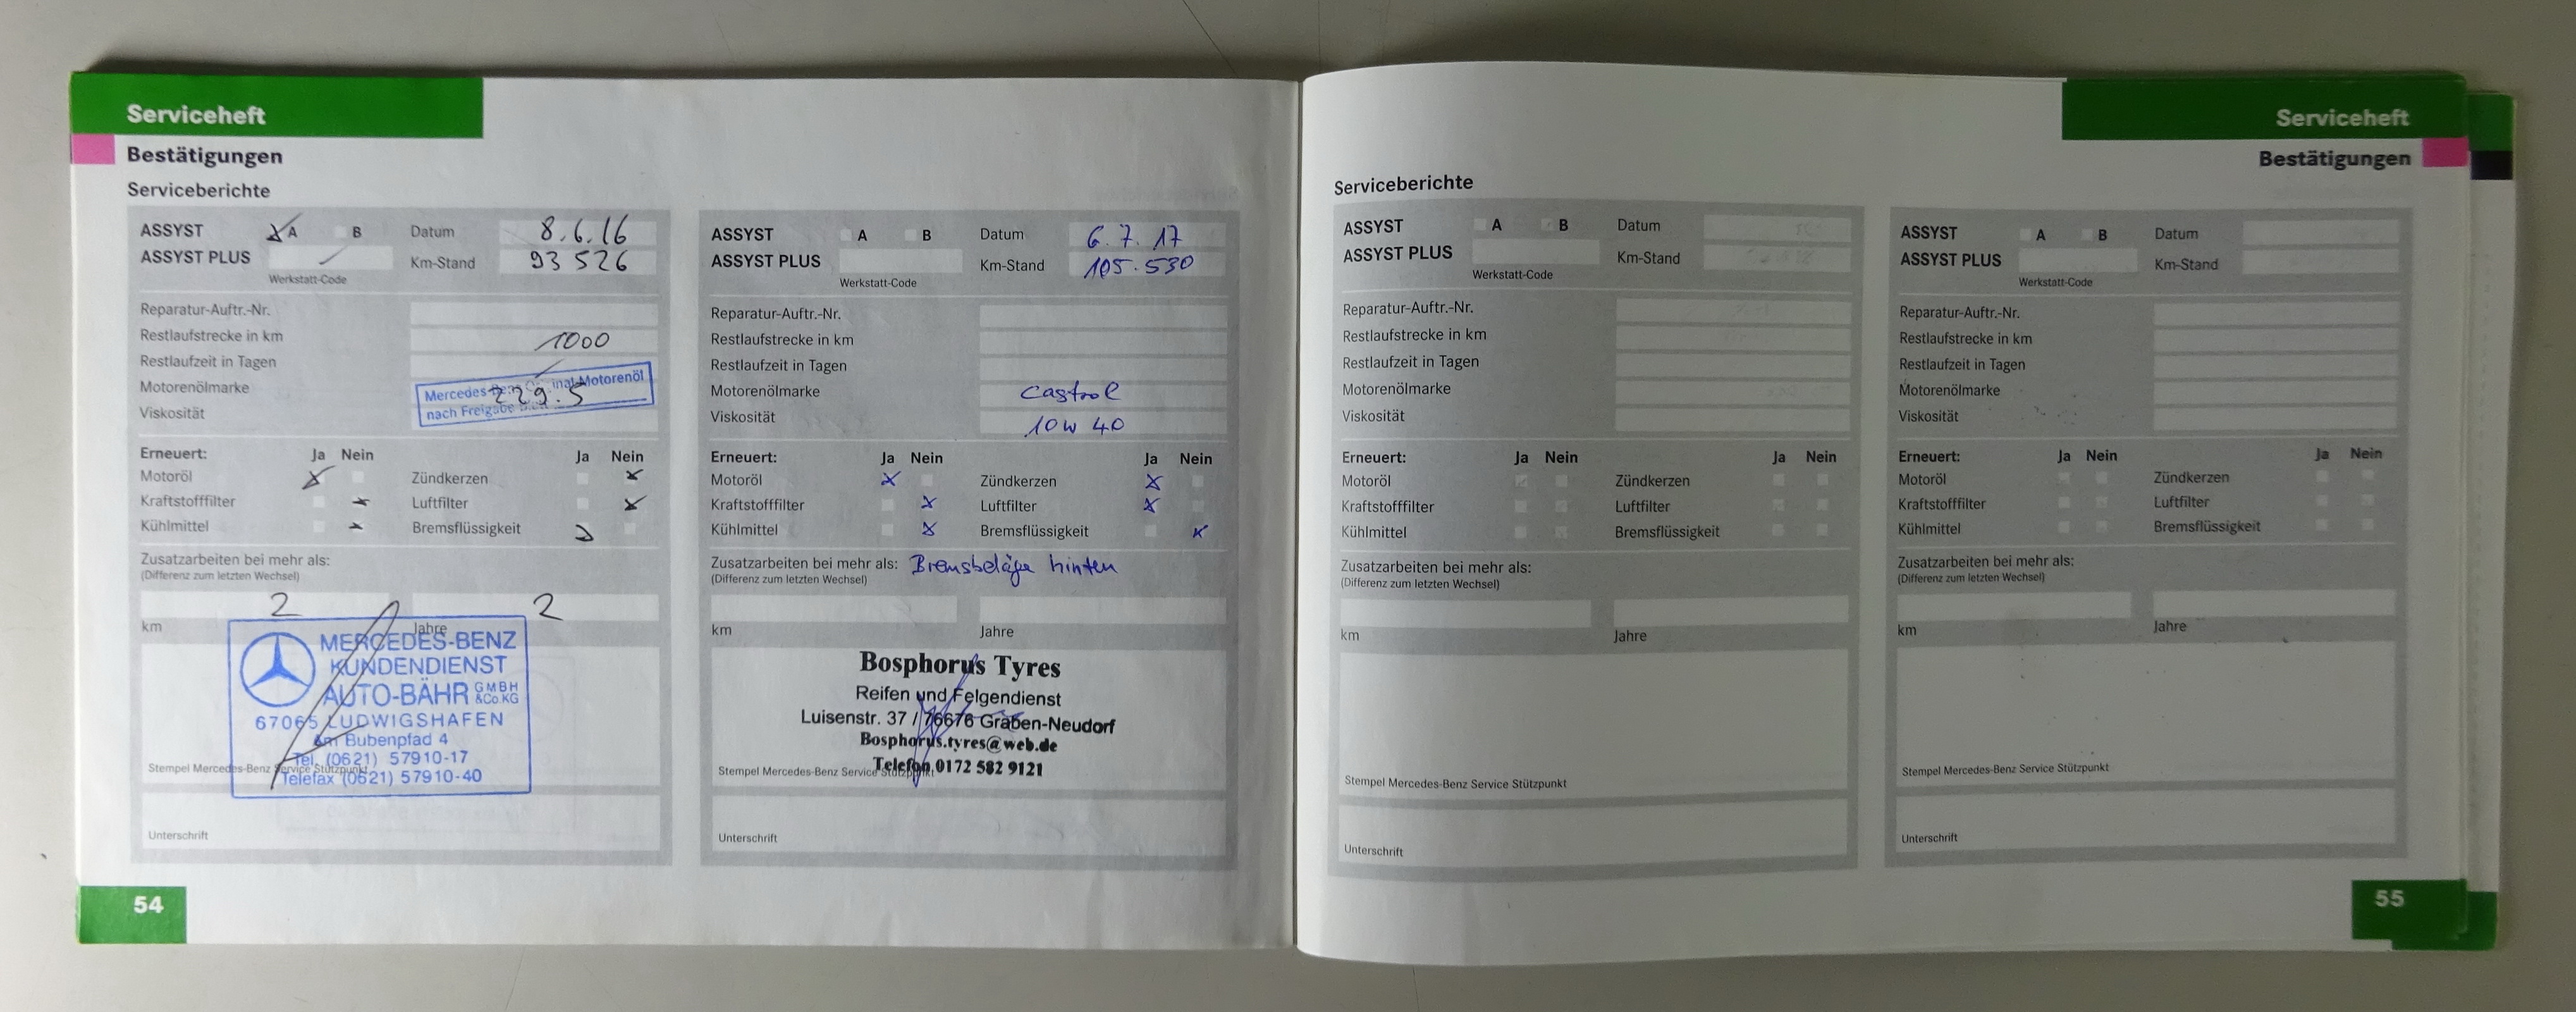 Serviceheft
Bestätigungen
Serviceberichte
ASSYST A B Datum 8.6.16
ASSYST PLUS Km-Stand 93 526
Werkstatt-Code
Reparatur-Auftr.-Nr.
Restlaufstrecke in km 1000
Restlaufzeit in Tagen
Motorenölmarke Mercedes-Benz Original-Motorenöl
229.5
Viskosität nach Freigabe
Erneuert: Ja Nein Ja Nein
Motoröl Zündkerzen
Kraftstofffilter Luftfilter
Kühlmittel Bremsflüssigkeit
Zusatzarbeiten bei mehr als:
(Differenz zum letzten Wechsel)
2 2
km Jahre
MERCEDES-BENZ
KUNDENDIENST
AUTO-BÄHR GMBH &Co.KG
67065 LUDWIGSHAFEN
Am Bubenpfad 4
Tel. (0621) 57910-17
Stempel Mercedes-Benz Service Stützpunkt
Telefax (0621) 57910-40
Unterschrift
54
ASSYST A B Datum 6.7.17
ASSYST PLUS Km-Stand 105.530
Werkstatt-Code
Reparatur-Auftr.-Nr.
Restlaufstrecke in km
Restlaufzeit in Tagen
Motorenölmarke Castrol
Viskosität 10W 40
Erneuert: Ja Nein Ja Nein
Motoröl Zündkerzen
Kraftstofffilter Luftfilter
Kühlmittel Bremsflüssigkeit
Zusatzarbeiten bei mehr als: Bremsbeläge hinten
(Differenz zum letzten Wechsel)
km Jahre
Bosphorus Tyres
Reifen und Felgendienst
Luisenstr. 37 / 76676 Graben-Neudorf
Bosphorus.tyres@web.de
Telefon 0172 582 9121
Stempel Mercedes-Benz Service Stützpunkt
Unterschrift
Serviceheft
Bestätigungen
Serviceberichte
ASSYST A B Datum
ASSYST PLUS Km-Stand
Werkstatt-Code
Reparatur-Auftr.-Nr.
Restlaufstrecke in km
Restlaufzeit in Tagen
Motorenölmarke
Viskosität
Erneuert: Ja Nein Ja Nein
Motoröl Zündkerzen
Kraftstofffilter Luftfilter
Kühlmittel Bremsflüssigkeit
Zusatzarbeiten bei mehr als:
(Differenz zum letzten Wechsel)
km Jahre
Stempel Mercedes-Benz Service Stützpunkt
Unterschrift
ASSYST A B Datum
ASSYST PLUS Km-Stand
Werkstatt-Code
Reparatur-Auftr.-Nr.
Restlaufstrecke in km
Restlaufzeit in Tagen
Motorenölmarke
Viskosität
Erneuert: Ja Nein Ja Nein
Motoröl Zündkerzen
Kraftstofffilter Luftfilter
Kühlmittel Bremsflüssigkeit
Zusatzarbeiten bei mehr als:
(Differenz zum letzten Wechsel)
km Jahre
Stempel Mercedes-Benz Service Stützpunkt
Unterschrift
55